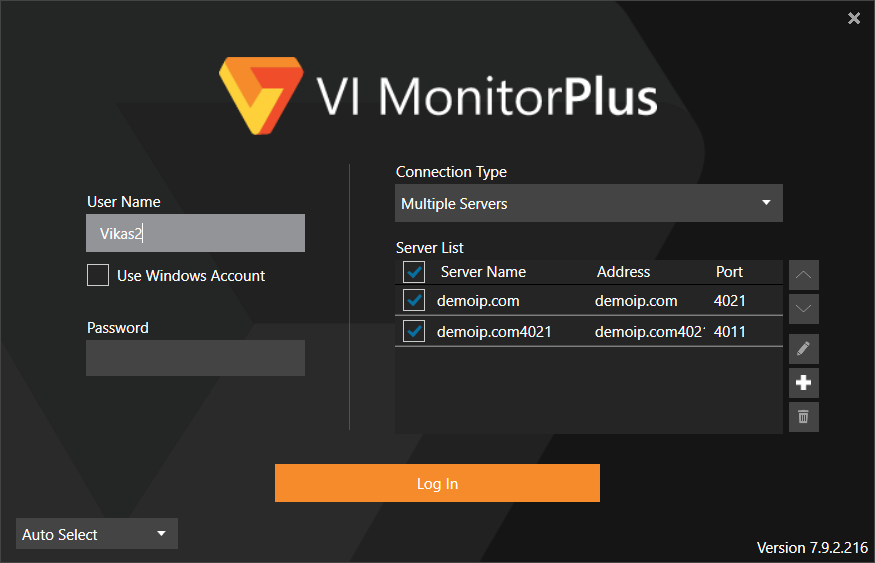 VI MonitorPlus
User Name
Vikas2
Use Windows Account
Password
Connection Type
Multiple Servers
Server List
Server Name Address Port
demoip.com demoip.com 4021
demoip.com4021 demoip.com402 4011
Log In
Auto Select
Version 7.9.2.216